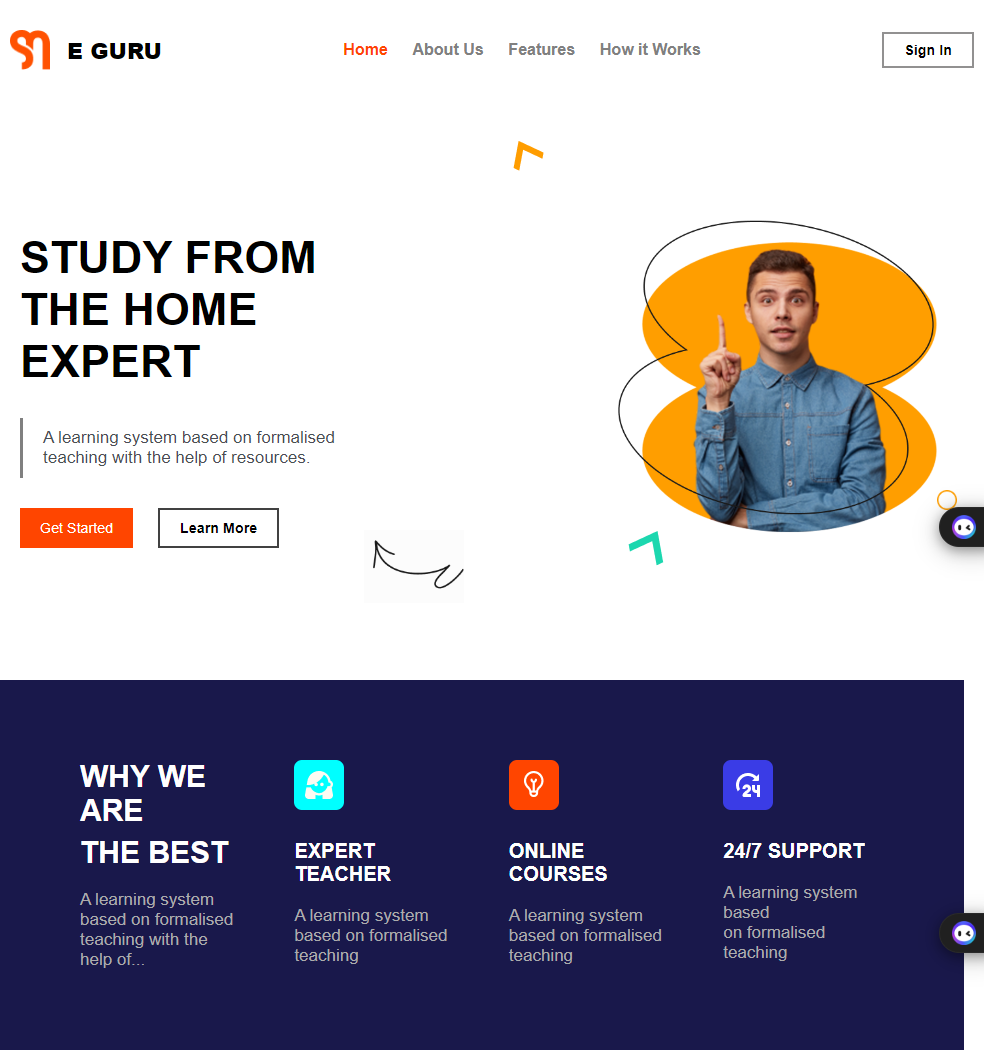 E GURU
Home
About Us
Features
How it Works
Sign In
STUDY FROM
THE HOME
EXPERT
A learning system based on formalised
teaching with the help of resources.
Get Started
Learn More
WHY WE
ARE
THE BEST
A learning system
based on formalised
teaching with the
help of...
EXPERT
TEACHER
A learning system
based on formalised
teaching
ONLINE
COURSES
A learning system
based on formalised
teaching
24
24/7 SUPPORT
A learning system
based
on formalised
teaching